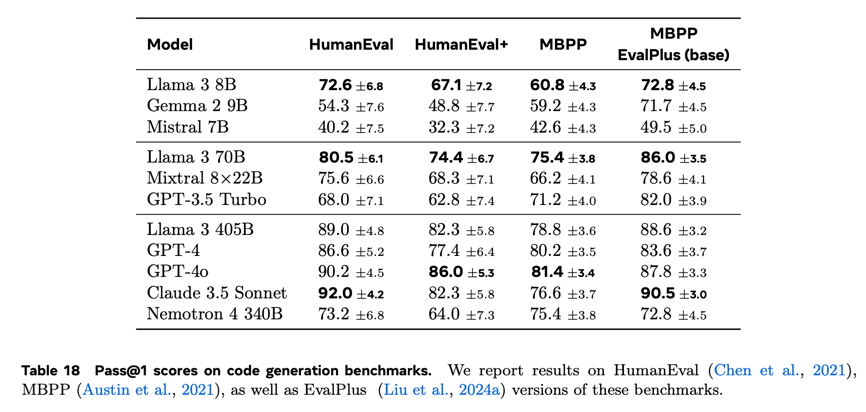 Model HumanEval HumanEval+ MBPP MBPP EvalPlus (base)
Llama 3 8B 72.6 ±6.8 67.1 ±7.2 60.8 ±4.3 72.8 ±4.5
Gemma 2 9B 54.3 ±7.6 48.8 ±7.7 59.2 ±4.3 71.7 ±4.5
Mistral 7B 40.2 ±7.5 32.3 ±7.2 42.6 ±4.3 49.5 ±5.0
Llama 3 70B 80.5 ±6.1 74.4 ±6.7 75.4 ±3.8 86.0 ±3.5
Mixtral 8×22B 75.6 ±6.6 68.3 ±7.1 66.2 ±4.1 78.6 ±4.1
GPT-3.5 Turbo 68.0 ±7.1 62.8 ±7.4 71.2 ±4.0 82.0 ±3.9
Llama 3 405B 89.0 ±4.8 82.3 ±5.8 78.8 ±3.6 88.6 ±3.2
GPT-4 86.6 ±5.2 77.4 ±6.4 80.2 ±3.5 83.6 ±3.7
GPT-4o 90.2 ±4.5 86.0 ±5.3 81.4 ±3.4 87.8 ±3.3
Claude 3.5 Sonnet 92.0 ±4.2 82.3 ±5.8 76.6 ±3.7 90.5 ±3.0
Nemotron 4 340B 73.2 ±6.8 64.0 ±7.3 75.4 ±3.8 72.8 ±4.5
Table 18 Pass@1 scores on code generation benchmarks. We report results on HumanEval (Chen et al., 2021),
MBPP (Austin et al., 2021), as well as EvalPlus (Liu et al., 2024a) versions of these benchmarks.